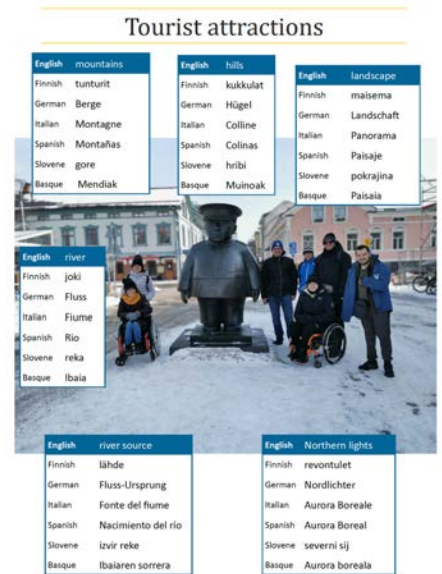 Tourist attractions
English mountains
Finnish tunturit
German Berge
Italian Montagne
Spanish Montañas
Slovene gore
Basque Mendiak
English hills
Finnish kukkulat
German Hügel
Italian Colline
Spanish Colinas
Slovene hribi
Basque Muinoak
English landscape
Finnish maisema
German Landschaft
Italian Panorama
Spanish Paisaje
Slovene pokrajina
Basque Paisaia
English river
Finnish joki
German Fluss
Italian Fiume
Spanish Rio
Slovene reka
Basque Ibaia
English river source
Finnish lähde
German Fluss-Ursprung
Italian Fonte del fiume
Spanish Nacimiento del río
Slovene izvir reke
Basque Ibaiaren sorrera
English Northern lights
Finnish revontulet
German Nordlichter
Italian Aurora Boreale
Spanish Aurora Boreal
Slovene severni sij
Basque Aurora boreala